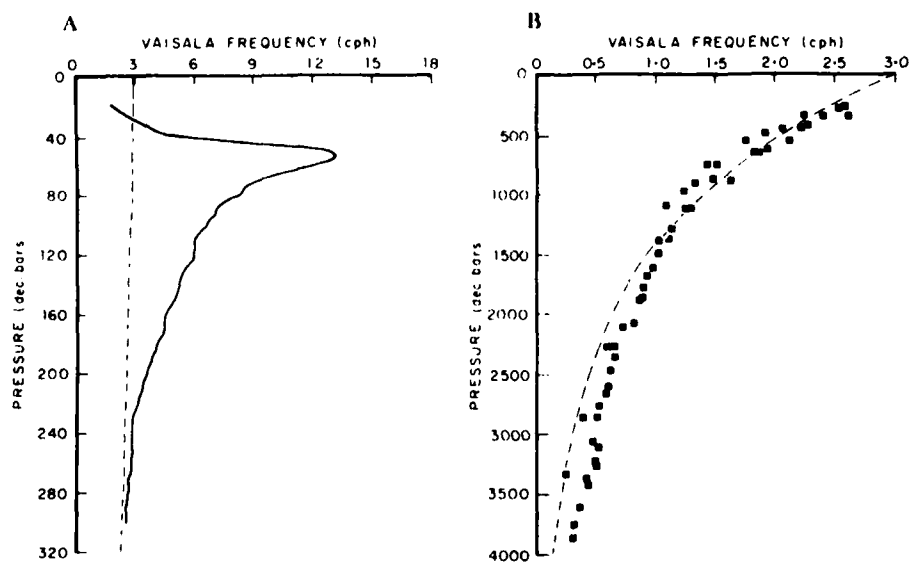 A
VAISALA FREQUENCY (cph)
0 3 6 9 12 15 18
0
40
80
120
160
200
240
280
320
PRESSURE (dec bars
B
VAISALA FREQUENCY (cph)
0 0·5 1·0 1·5 2·0 2·5 3·0
0
500
1000
1500
2000
2500
3000
3500
4000
PRESSURE (dec bars